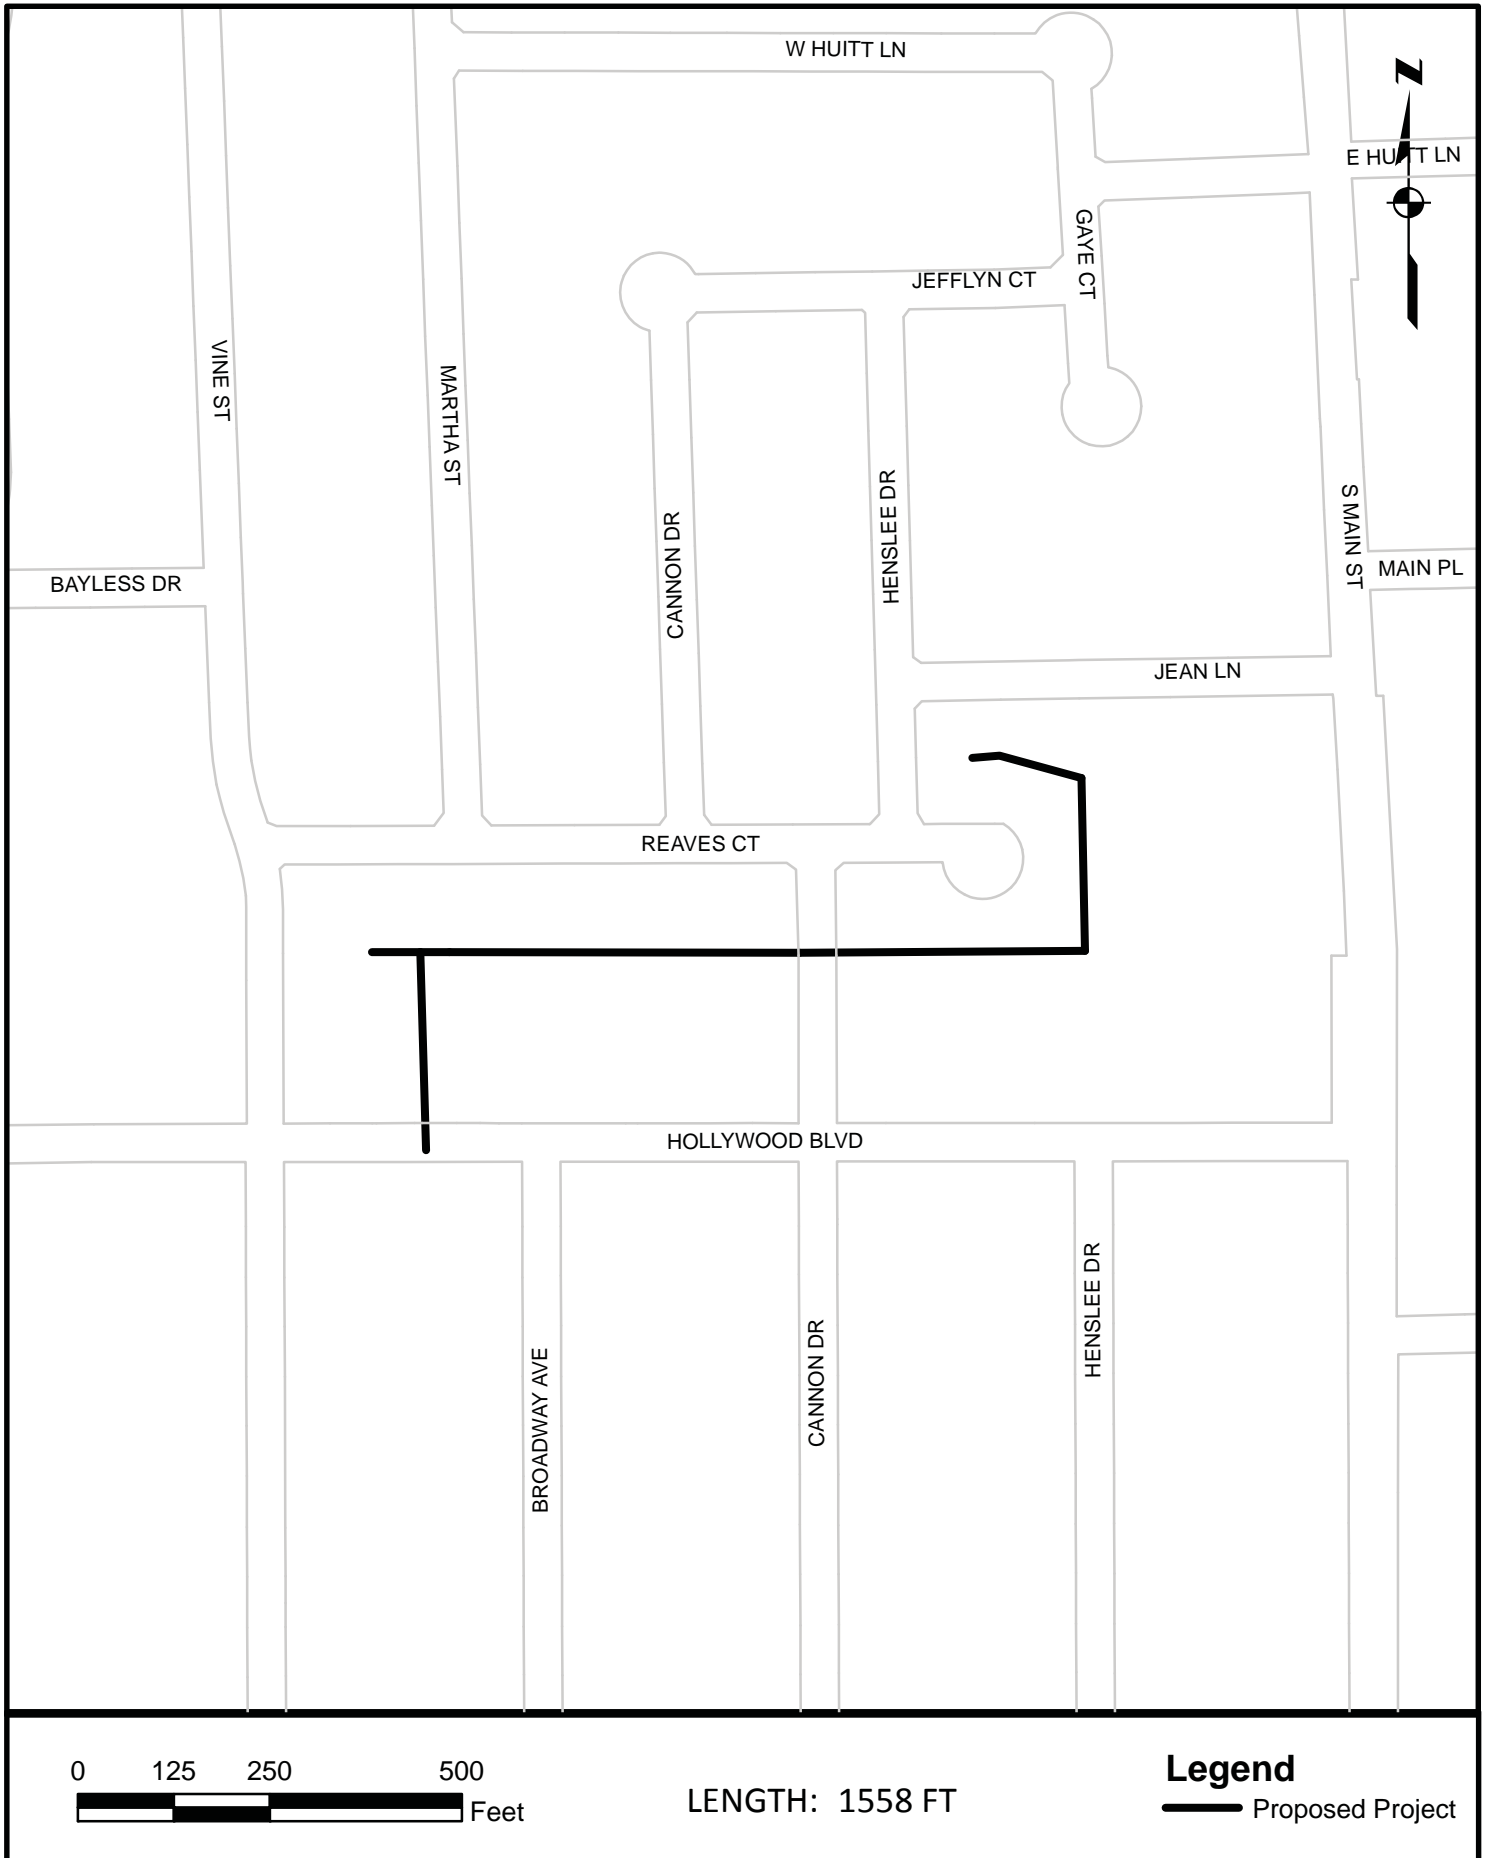 W HUITT LN
Z
E HUITT LN
GAYE CT
JEFFLYN CT
VINE ST
MARTHA ST
HENSLEE DR
S MAIN ST
CANNON DR
MAIN PL
BAYLESS DR
JEAN LN
REAVES CT
HOLLYWOOD BLVD
HENSLEE DR
CANNON DR
BROADWAY AVE
0 125 250 500
Feet
LENGTH: 1558 FT
Legend
Proposed Project